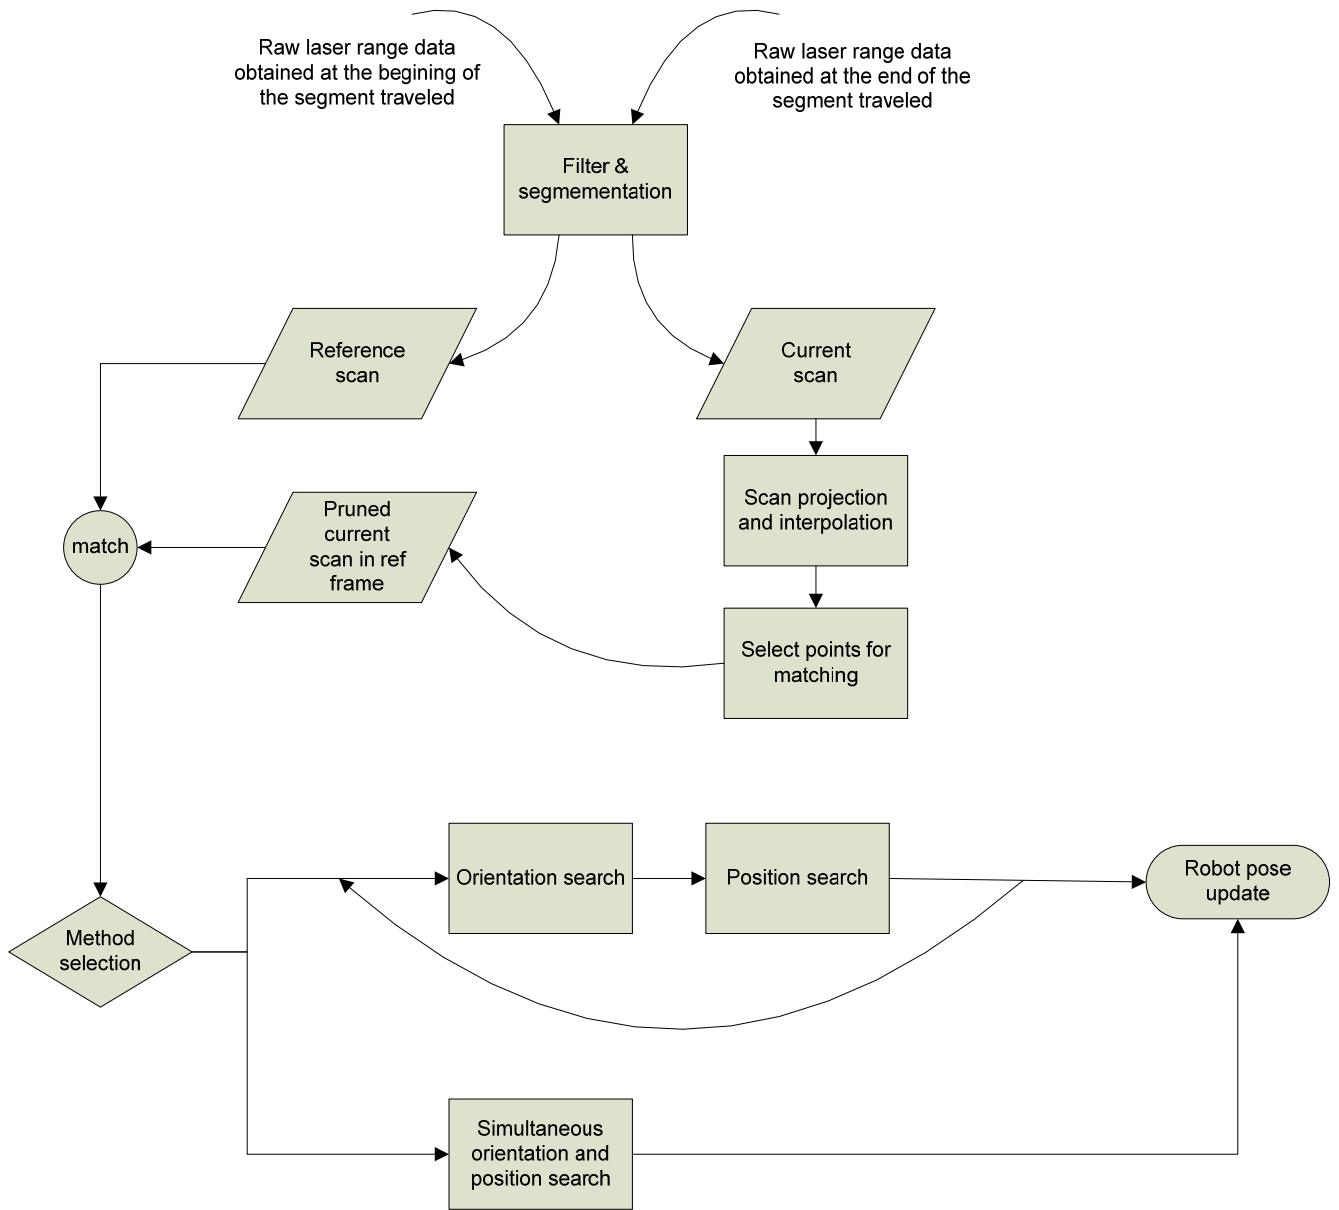 Raw laser range data
obtained at the begining of
the segment traveled
Raw laser range data
obtained at the end of the
segment traveled
Filter &
segmementation
Reference
scan
Current
scan
Scan projection
and interpolation
Pruned
current
scan in ref
frame
match
Select points for
matching
Orientation search
Position search
Robot pose
update
Method
selection
Simultaneous
orientation and
position search